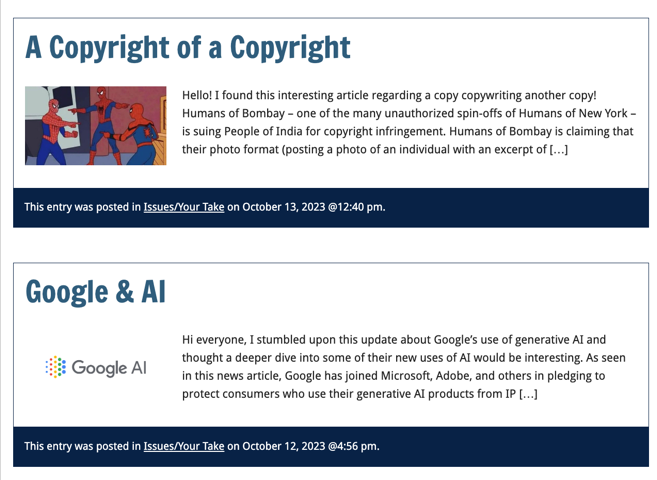 A Copyright of a Copyright
Hello! I found this interesting article regarding a copy copywriting another copy!
Humans of Bombay – one of the many unauthorized spin-offs of Humans of New York –
is suing People of India for copyright infringement. Humans of Bombay is claiming that
their photo format (posting a photo of an individual with an excerpt of […]
This entry was posted in Issues/Your Take on October 13, 2023 @12:40 pm.
Google & AI
Google AI
Hi everyone, I stumbled upon this update about Google’s use of generative AI and
thought a deeper dive into some of their new uses of AI would be interesting. As seen
in this news article, Google has joined Microsoft, Adobe, and others in pledging to
protect consumers who use their generative AI products from IP […]
This entry was posted in Issues/Your Take on October 12, 2023 @4:56 pm.